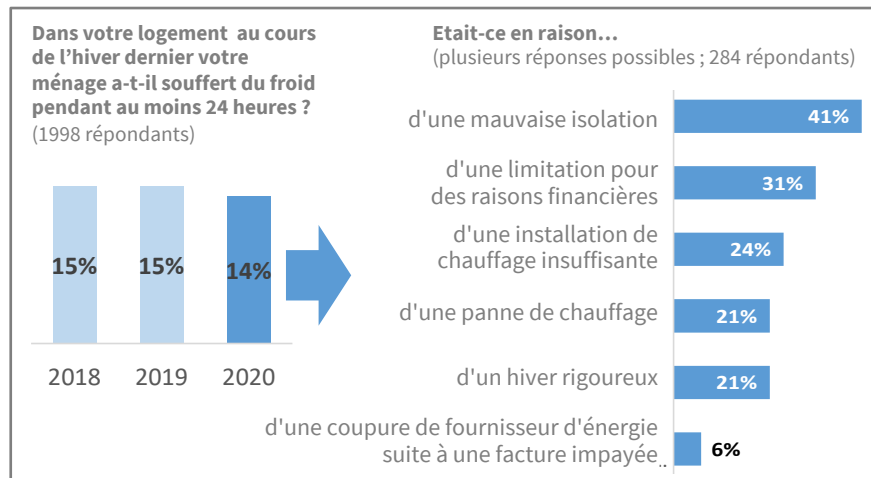 Dans votre logement au cours
de l'hiver dernier votre
ménage a-t-il souffert du froid
pendant au moins 24 heures ?
(1998 répondants)
15%
15%
14%
2018
2019
2020
Etait-ce en raison...
(plusieurs réponses possibles ; 284 répondants)
d'une mauvaise isolation
41%
d'une limitation pour
des raisons financières
31%
d'une installation de
chauffage insuffisante
24%
d'une panne de chauffage
21%
d'un hiver rigoureux
21%
d'une coupure de fournisseur d'énergie
suite à une facture impayée..
6%